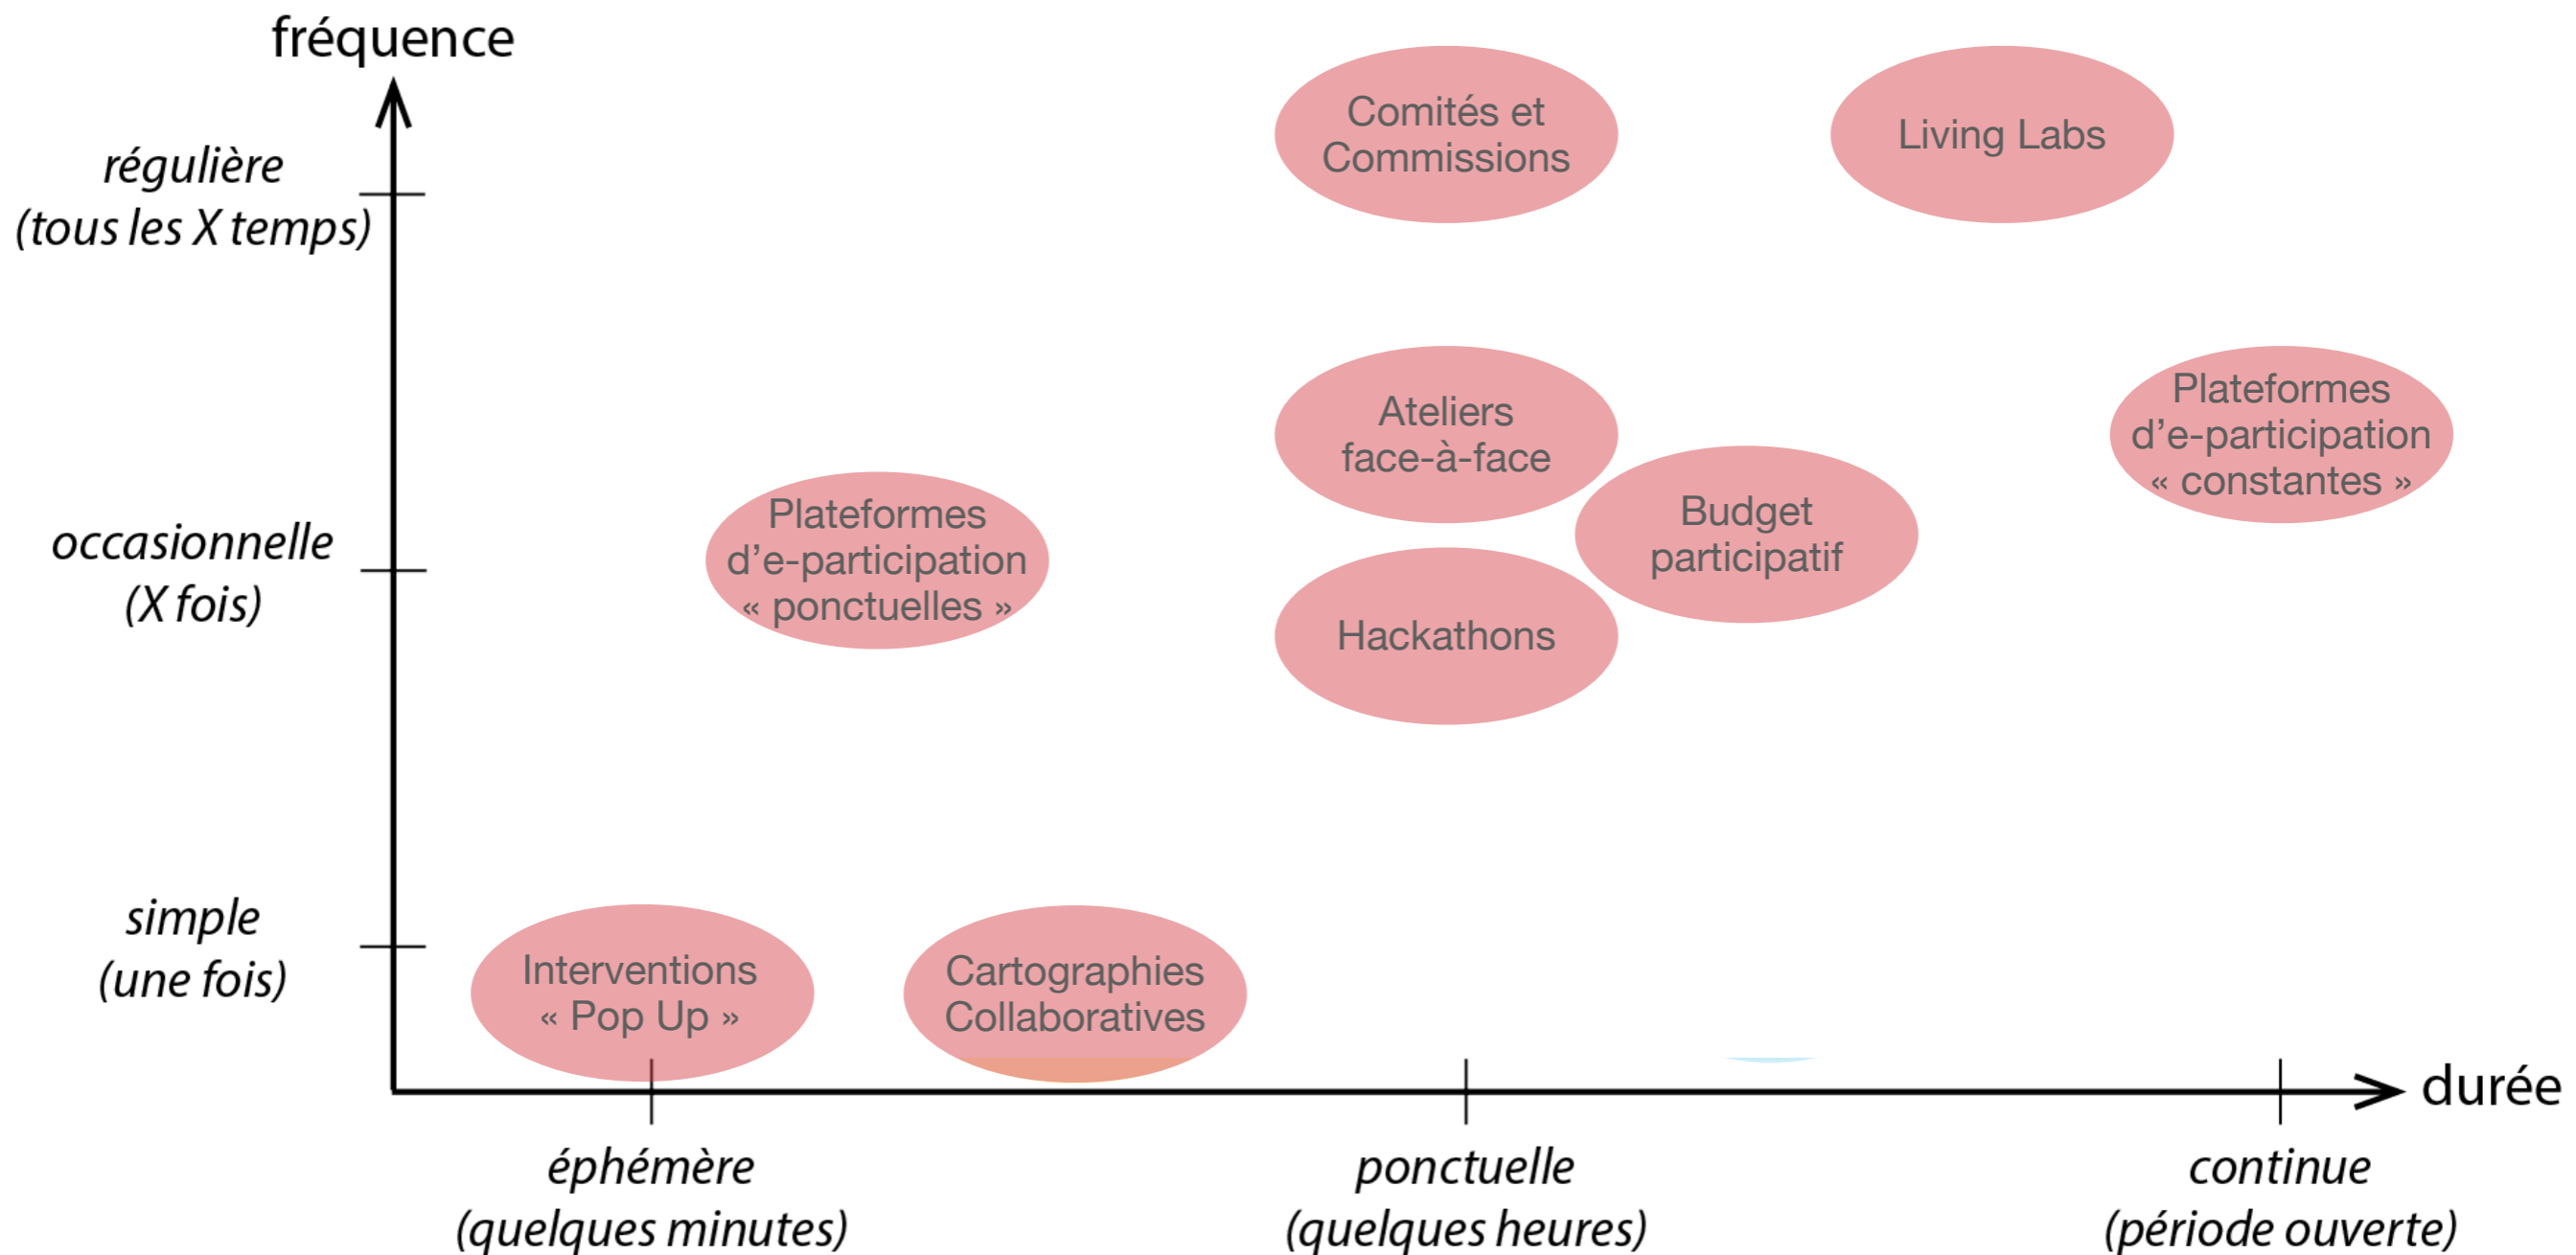 fréquence
régulière
(tous les X temps)
Comités et
Commissions
Living Labs
Ateliers
face-à-face
Plateformes
d’e-participation
« constantes »
occasionnelle
(X fois)
Plateformes
d’e-participation
« ponctuelles »
Budget
participatif
Hackathons
simple
(une fois)
Interventions
« Pop Up »
Cartographies
Collaboratives
durée
éphémère
(quelques minutes)
ponctuelle
(quelques heures)
continue
(période ouverte)